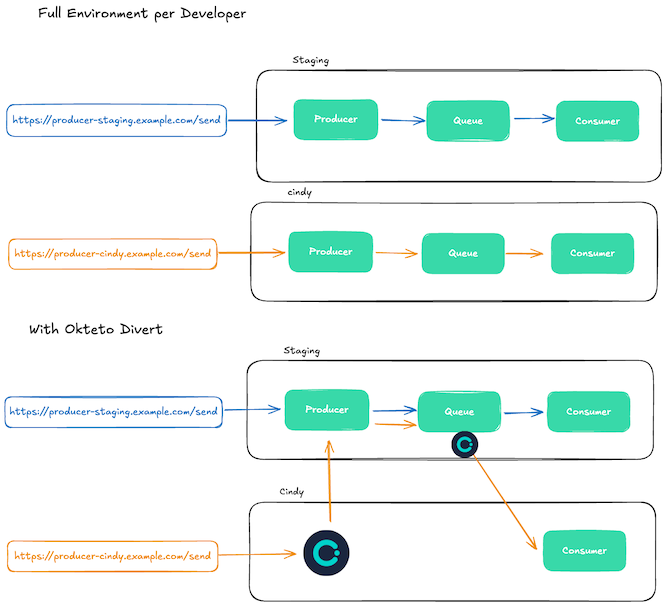 Full Environment per Developer
Staging
https://producer-staging.example.com/send
Producer
Queue
Consumer
cindy
https://producer-cindy.example.com/send
Producer
Queue
Consumer
With Okteto Divert
Staging
https://producer-staging.example.com/send
Producer
Queue
Consumer
Cindy
https://producer-cindy.example.com/send
Consumer